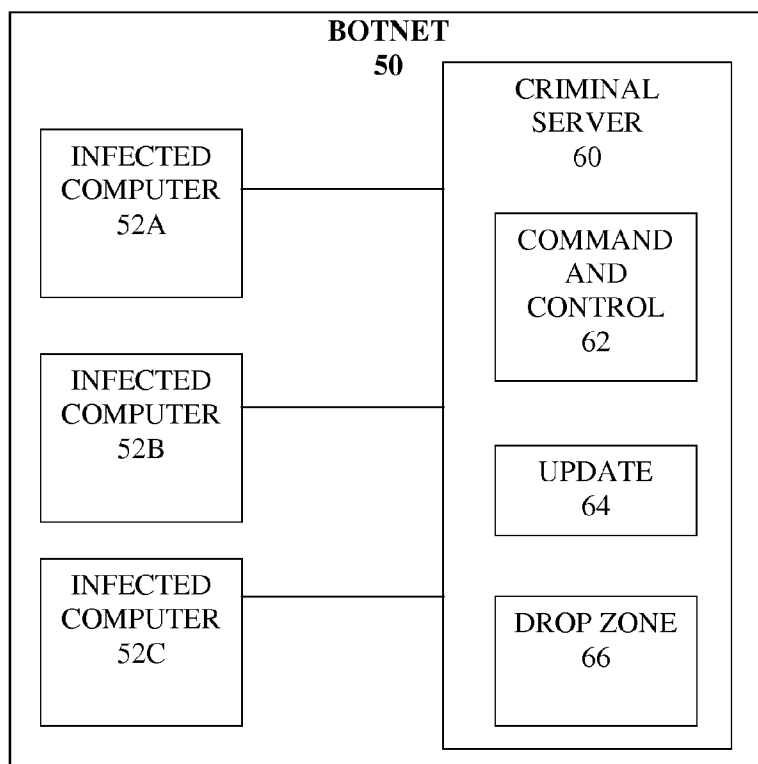 BOTNET
50
INFECTED
COMPUTER
52A
INFECTED
COMPUTER
52B
INFECTED
COMPUTER
52C
CRIMINAL
SERVER
60
COMMAND
AND
CONTROL
62
UPDATE
64
DROP ZONE
66